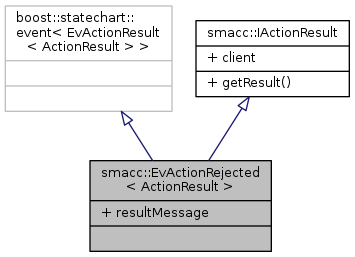 boost::statechart::
event< EvActionResult
< ActionResult > >
smacc::IActionResult
+ client
+ getResult()
smacc::EvActionRejected
< ActionResult >
+ resultMessage